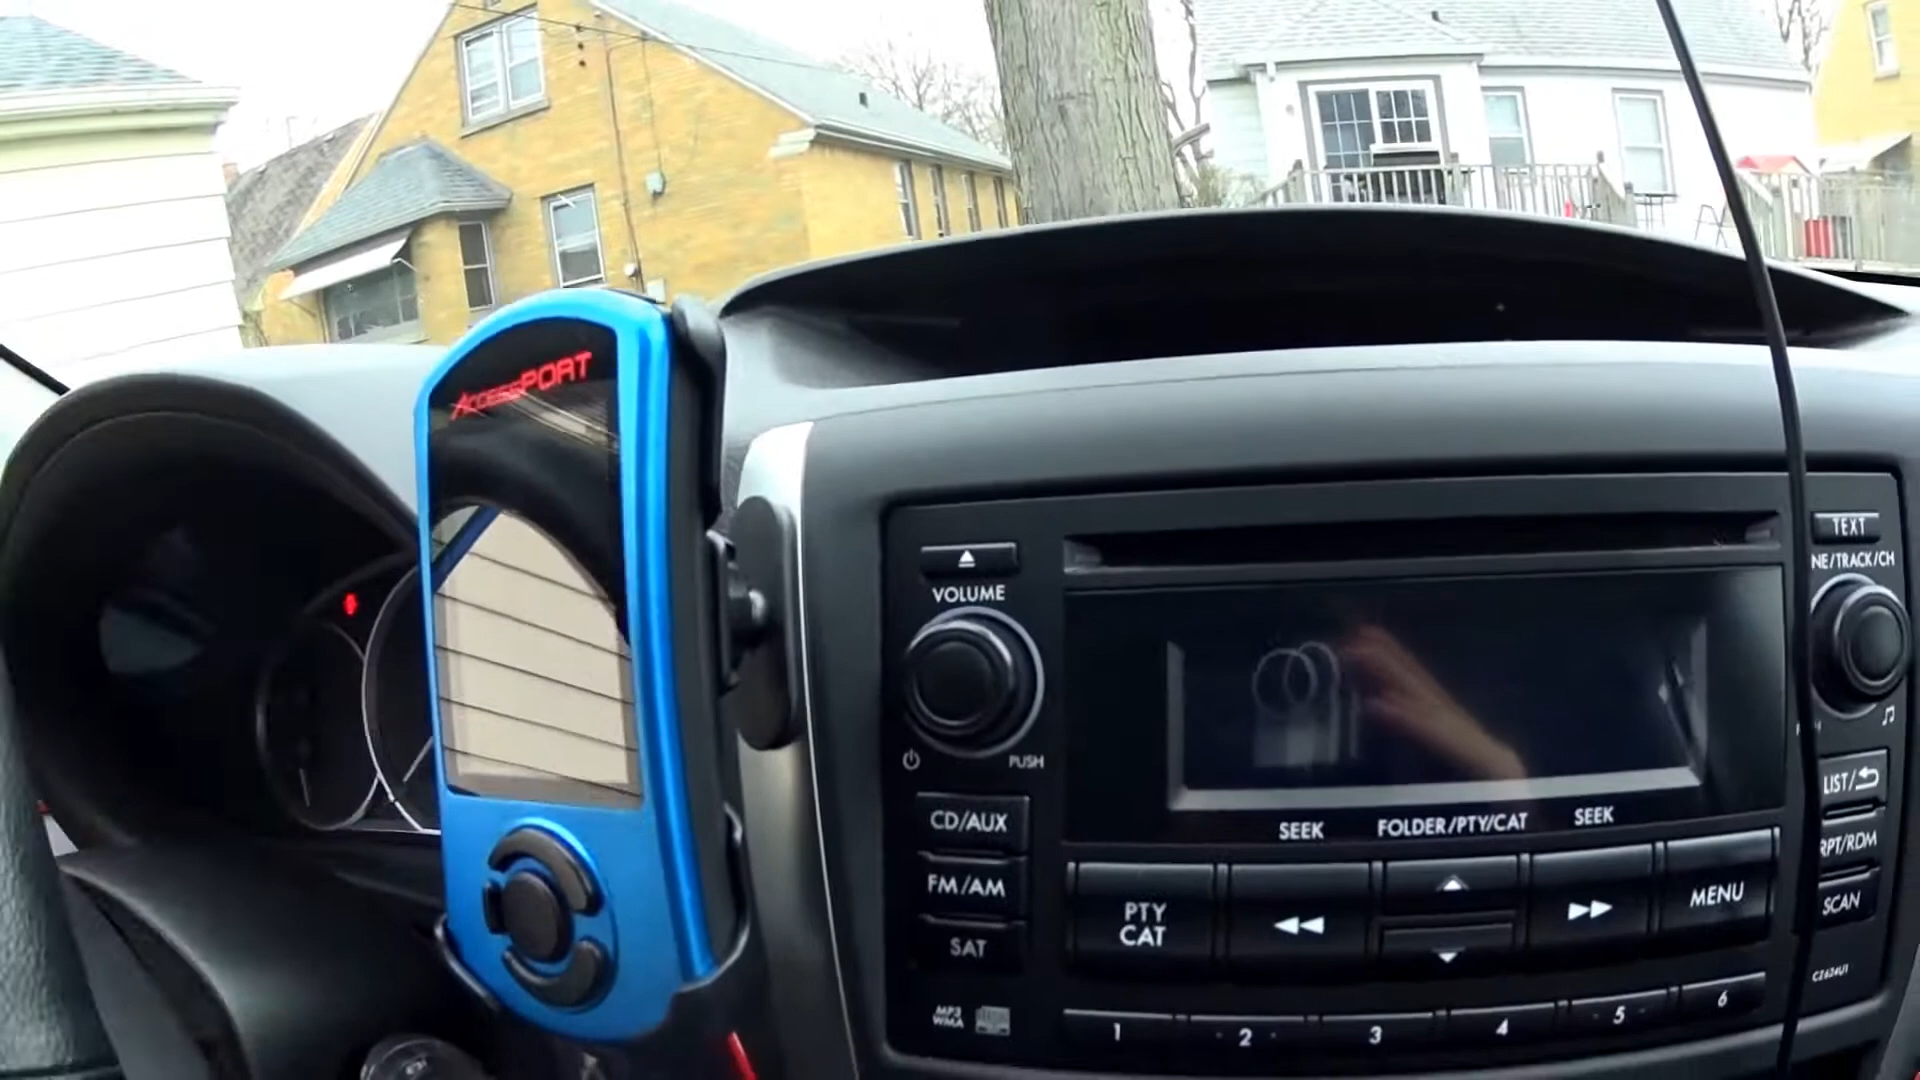 ACCESSPORT
TEXT
VOLUME
NE/TRACK/CH
PUSH
CD/AUX
FM/AM
SAT
SEEK
FOLDER/PTY/CAT
SEEK
LIST/
RPT/RDM
SCAN
PTY
CAT
MENU
MP3
WMA
CZ624U1
1
2
3
4
5
6